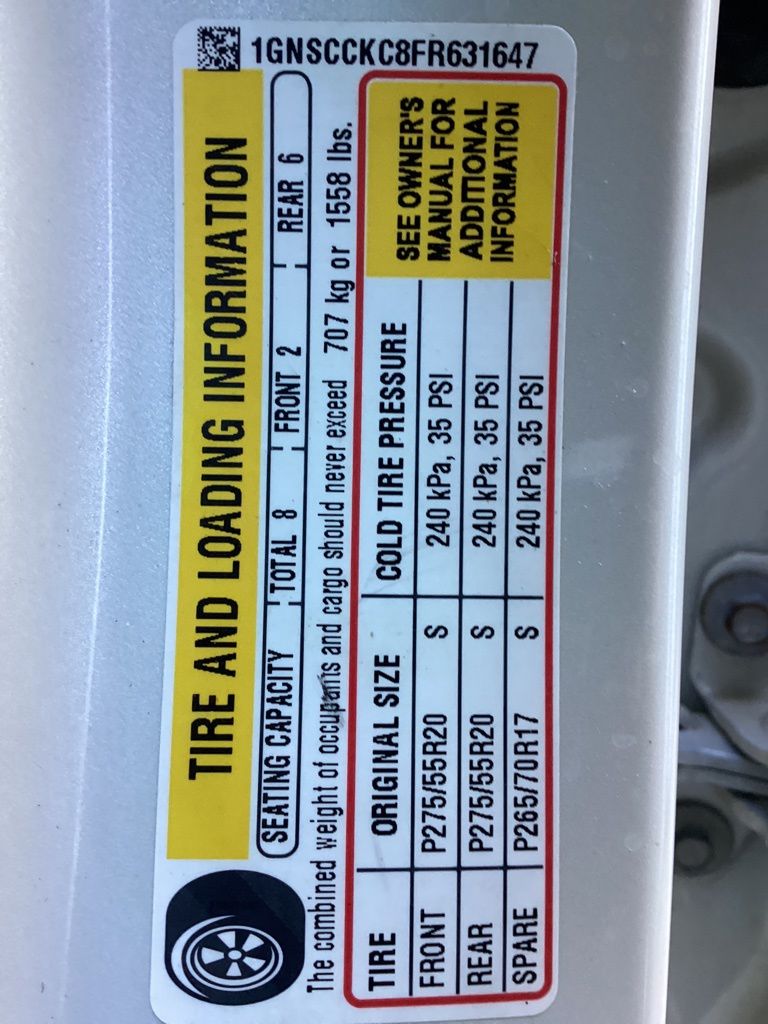 1GNSCCKC8FR631647
TIRE AND LOADING INFORMATION
SEATING CAPACITY TOTAL 8 FRONT 2 REAR 6
The combined weight of occupants and cargo should never exceed 707 kg or 1558 lbs.
TIRE ORIGINAL SIZE COLD TIRE PRESSURE
FRONT P275/55R20 S 240 kPa, 35 PSI
REAR P275/55R20 S 240 kPa, 35 PSI
SPARE P265/70R17 S 240 kPa, 35 PSI
SEE OWNER'S
MANUAL FOR
ADDITIONAL
INFORMATION